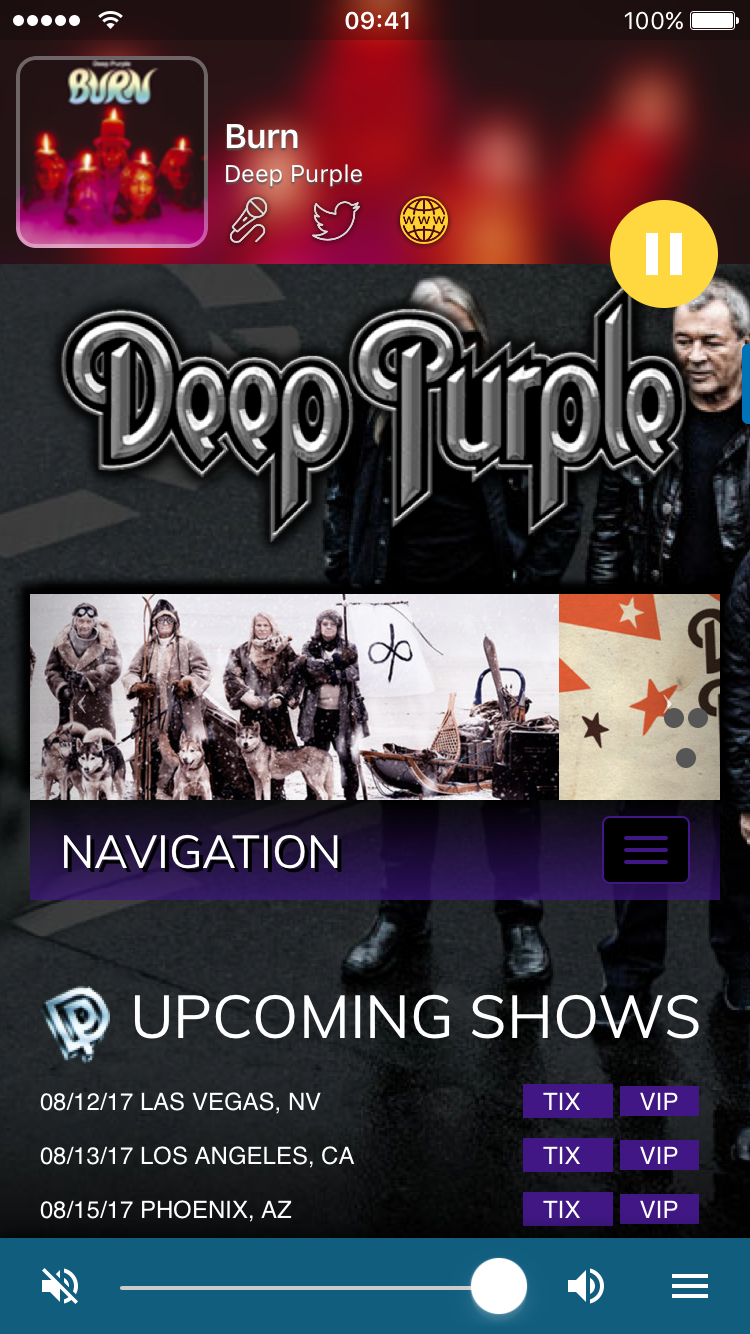 09:41
100%
Deep Purple
BURN
Burn
Deep Purple
WWW
Deep Purple
NAVIGATION
UPCOMING SHOWS
08/12/17 LAS VEGAS, NV TIX VIP
08/13/17 LOS ANGELES, CA TIX VIP
08/15/17 PHOENIX, AZ TIX VIP